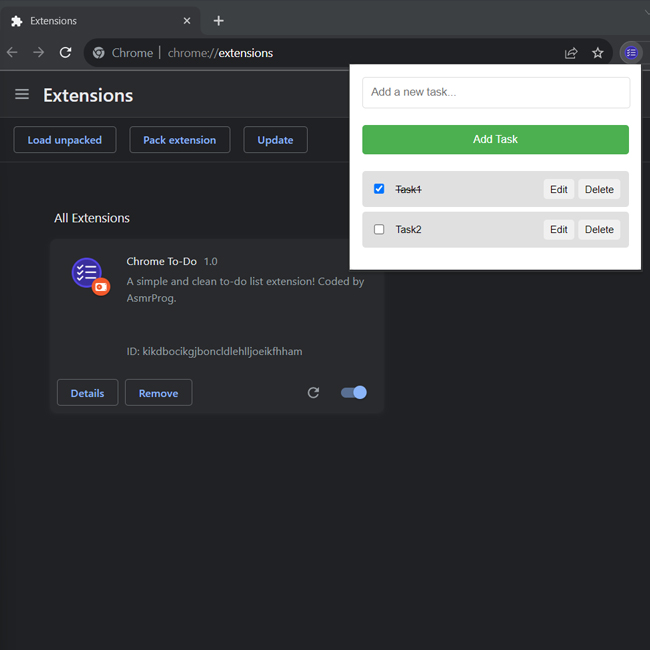 Extensions
Chrome
chrome://extensions
Extensions
Load unpacked
Pack extension
Update
Add a new task...
Add Task
Task1
Edit
Delete
Task2
Edit
Delete
All Extensions
Chrome To-Do 1.0
A simple and clean to-do list extension! Coded by
AsmrProg.
ID: kikdbocikgjboncldlehlljoeikfhham
Details
Remove